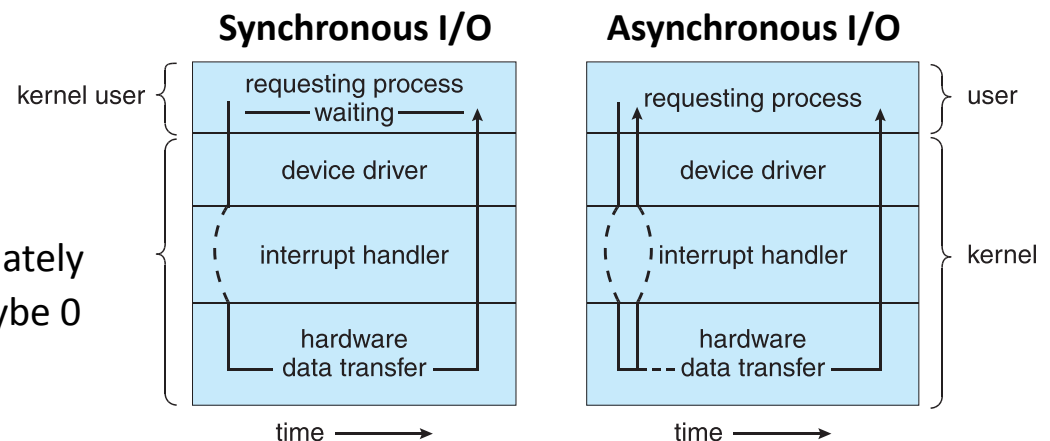 Synchronous I/O
kernel user
requesting process
waiting
device driver
interrupt handler
hardware
data transfer
time
ybe 0
Asynchronous I/O
requesting process
user
device driver
interrupt handler
kernel
hardware
data transfer
time